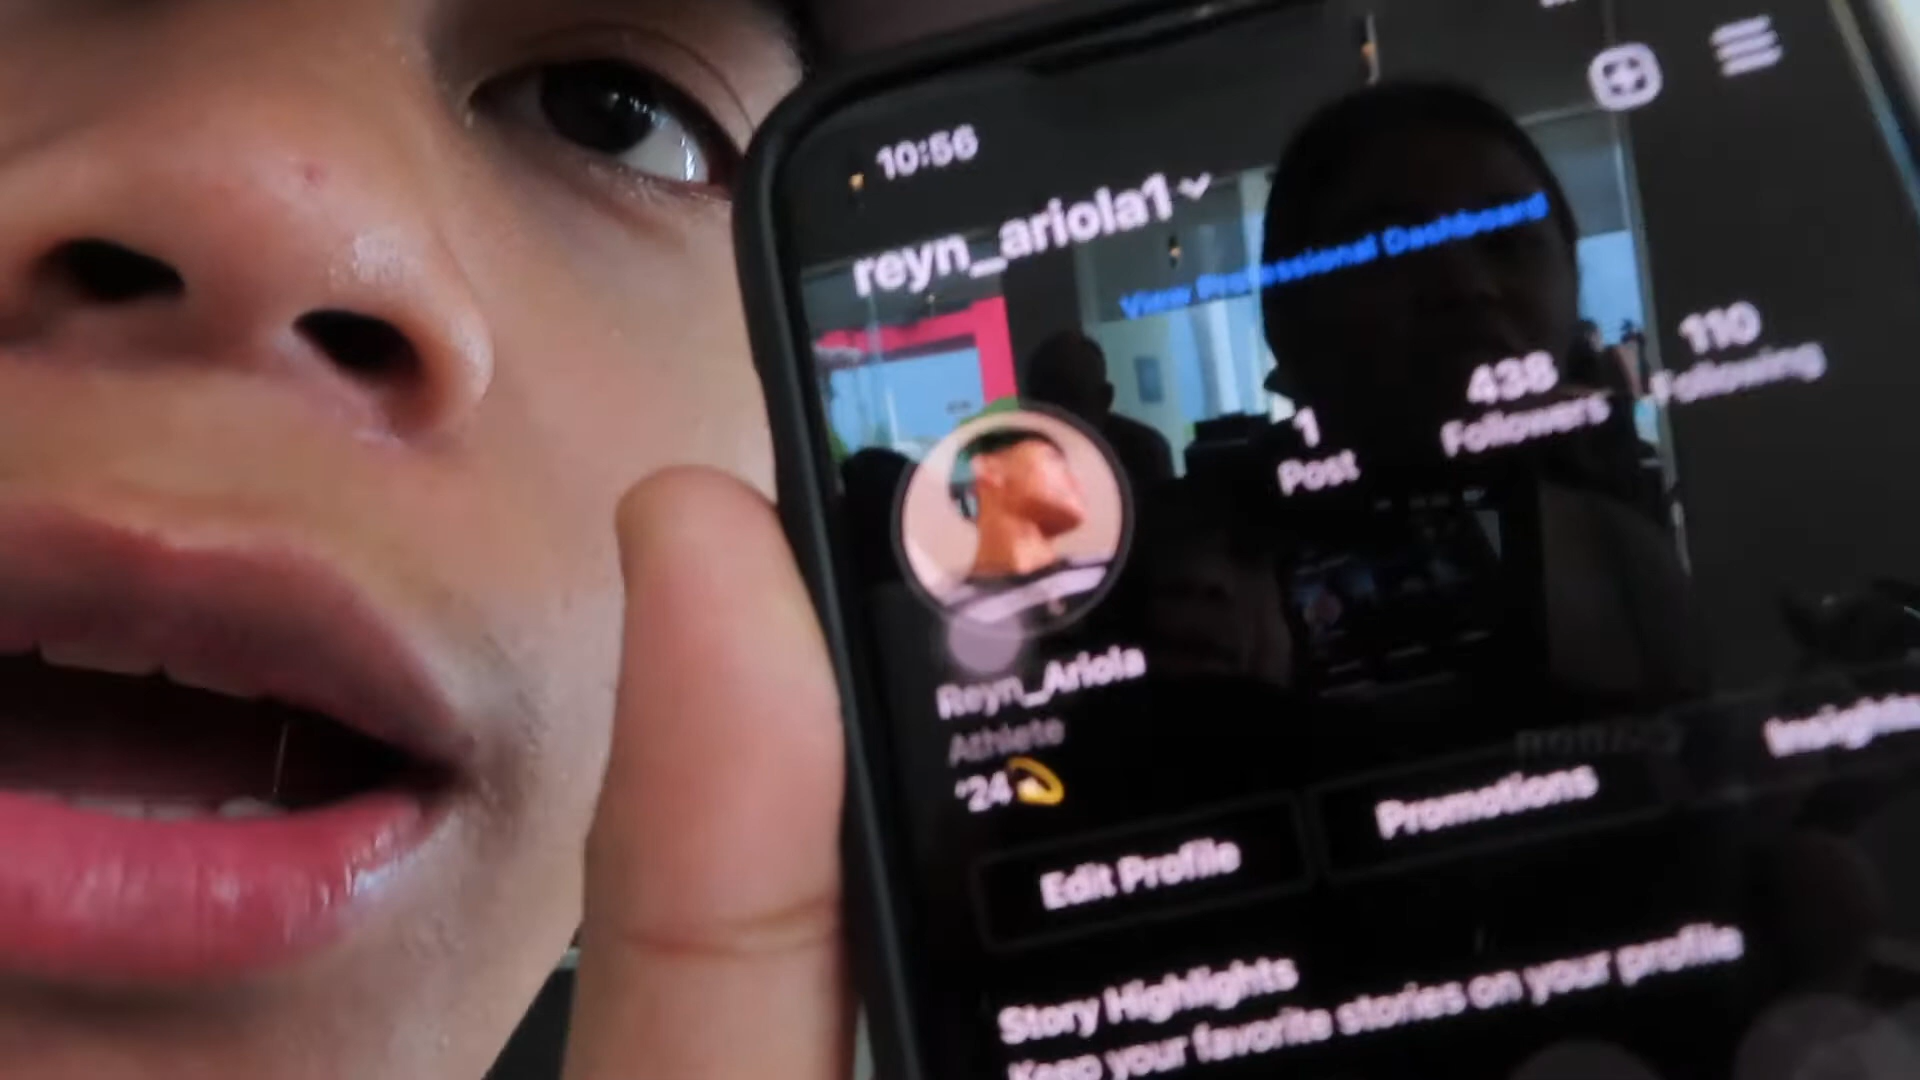 10:56
reyn_ariola1
View Professional Dashboard
1
Post
438
Followers
110
Following
Reyn_Ariola
Athlete
'24💫
Edit Profile
Promotions
Insights
Story Highlights
Keep your favorite stories on your profile